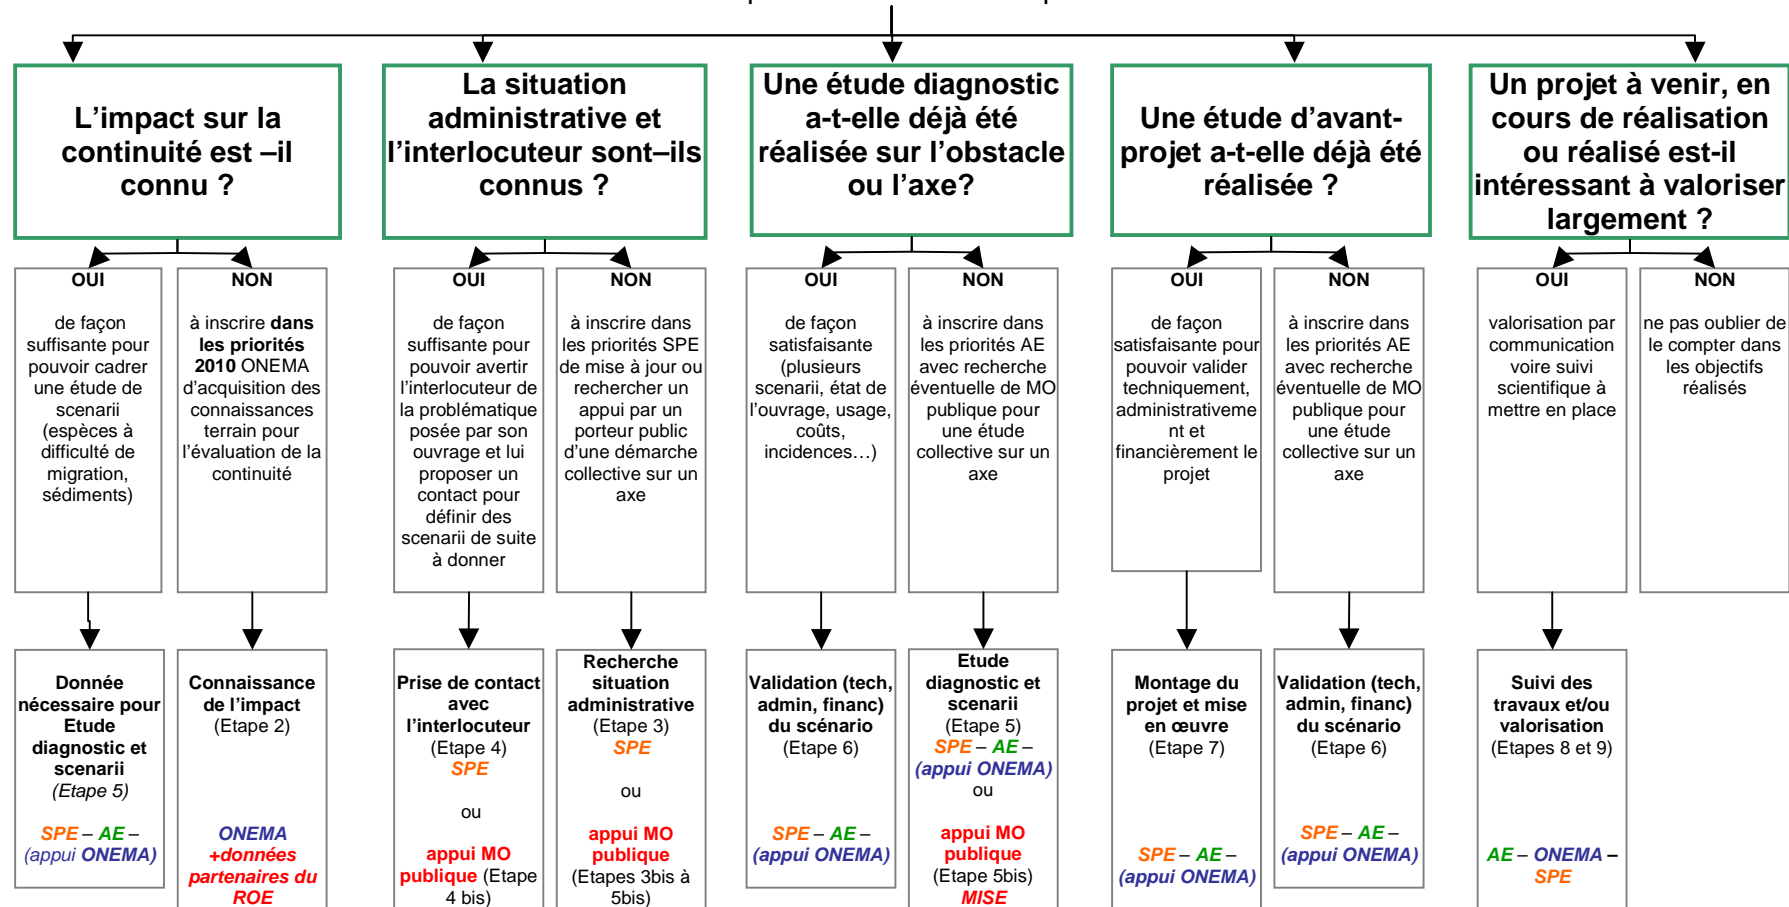 L'impact sur la
continuité est –il
connu ?
La situation
administrative et
l'interlocuteur sont–ils
connus ?
Une étude diagnostic
a-t-elle déjà été
réalisée sur l'obstacle
ou l'axe?
Une étude d'avant-
projet a-t-elle déjà été
réalisée ?
Un projet à venir, en
cours de réalisation
ou réalisé est-il
intéressant à valoriser
largement ?
OUI
de façon
suffisante pour
pouvoir cadrer
une étude de
scenarii
(espèces à
difficulté de
migration,
sédiments)
NON
à inscrire dans
les priorités
2010 ONEMA
d'acquisition des
connaissances
terrain pour
l'évaluation de la
continuité
OUI
de façon
suffisante pour
pouvoir avertir
l'interlocuteur de
la problématique
posée par son
ouvrage et lui
proposer un
contact pour
définir des
scenarii de suite
à donner
NON
à inscrire dans
les priorités SPE
de mise à jour ou
rechercher un
appui par un
porteur public
d'une démarche
collective sur un
axe
OUI
de façon
satisfaisante
(plusieurs
scenarii, état de
l'ouvrage, usage,
coûts,
incidences…)
NON
à inscrire dans
les priorités AE
avec recherche
éventuelle de MO
publique pour
une étude
collective sur un
axe
OUI
de façon
satisfaisante pour
pouvoir valider
techniquement,
administrativeme
nt et
financièrement le
projet
NON
à inscrire dans
les priorités AE
avec recherche
éventuelle de MO
publique pour
une étude
collective sur un
axe
OUI
valorisation par
communication
voire suivi
scientifique à
mettre en place
NON
ne pas oublier de
le compter dans
les objectifs
réalisés
Donnée
nécessaire pour
Etude
diagnostic et
scenarii
(Etape 5)
SPE – AE –
(appui ONEMA)
Connaissance
de l'impact
(Etape 2)
ONEMA
+données
partenaires du
ROE
Prise de contact
avec
l'interlocuteur
(Etape 4)
SPE
ou
appui MO
publique (Etape
4 bis)
Recherche
situation
administrative
(Etape 3)
SPE
ou
appui MO
publique
(Etapes 3bis à
5bis)
Validation (tech,
admin, financ)
du scénario
(Etape 6)
SPE – AE –
(appui ONEMA)
Etude
diagnostic et
scenarii
(Etape 5)
SPE – AE –
(appui ONEMA)
ou
appui MO
publique
(Etape 5bis)
MISE
Montage du
projet et mise
en œuvre
(Etape 7)
SPE – AE –
(appui ONEMA)
Validation (tech,
admin, financ)
du scénario
(Etape 6)
SPE – AE –
(appui ONEMA)
Suivi des
travaux et/ou
valorisation
(Etapes 8 et 9)
AE – ONEMA –
SPE